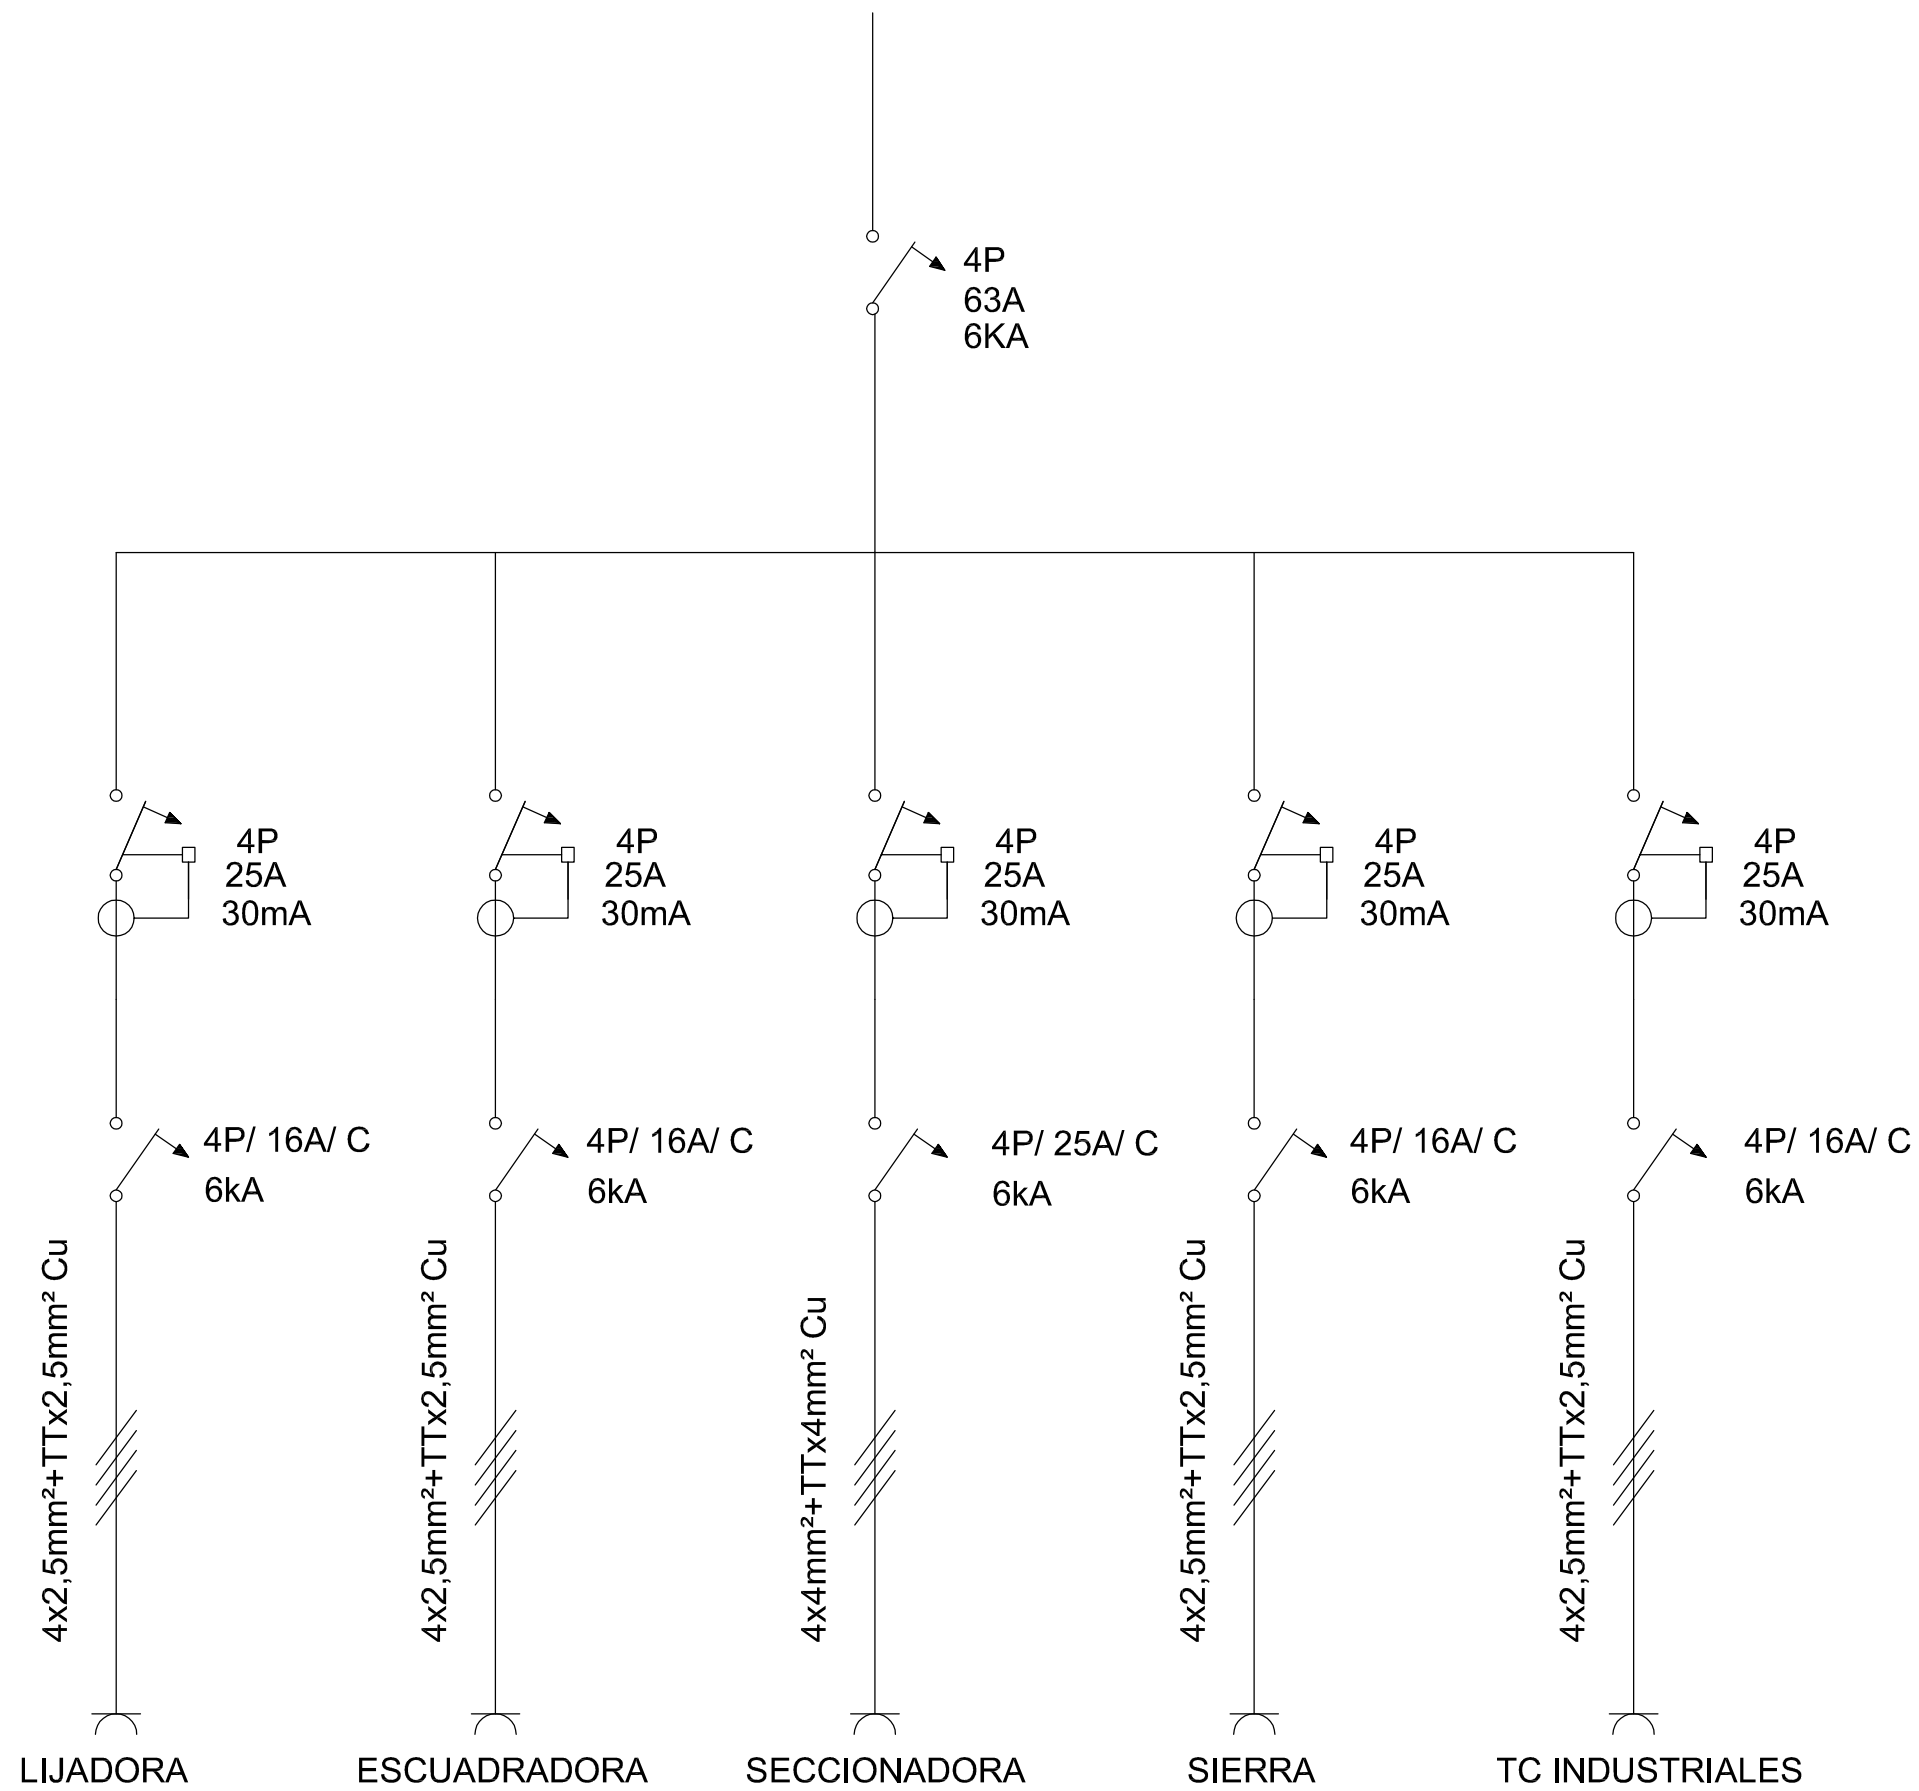 4P
63A
6KA
4P
25A
30mA
4P
25A
30mA
4P
25A
30mA
4P
25A
30mA
4P
25A
30mA
4P/ 16A/ C
6kA
4P/ 16A/ C
6kA
4P/ 25A/ C
6kA
4P/ 16A/ C
6kA
4P/ 16A/ C
6kA
4x2,5mm²+TTx2,5mm² Cu
4x2,5mm²+TTx2,5mm² Cu
4x4mm²+TTx4mm² Cu
4x2,5mm²+TTx2,5mm² Cu
4x2,5mm²+TTx2,5mm² Cu
LIJADORA
ESCUADRADORA
SECCIONADORA
SIERRA
TC INDUSTRIALES